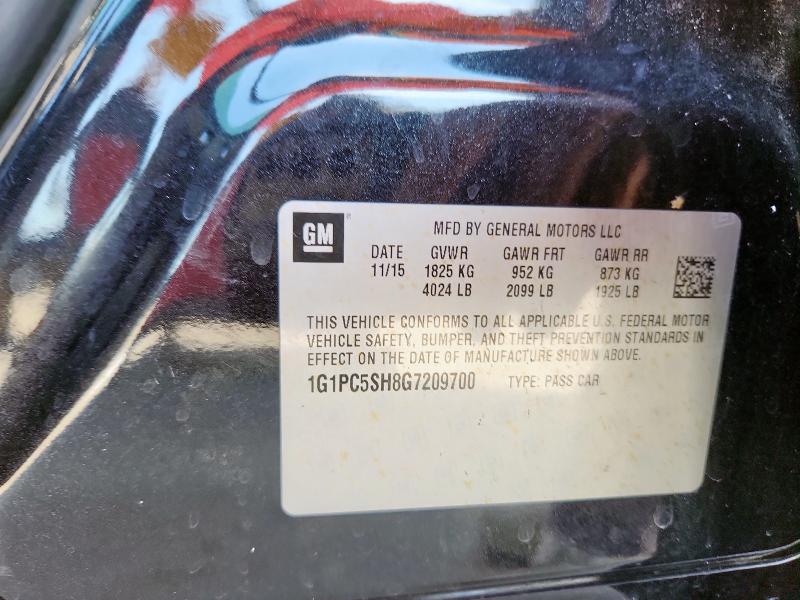 GM
MFD BY GENERAL MOTORS LLC
DATE GVWR GAWR FRT GAWR RR
11/15 1825 KG 952 KG 873 KG
4024 LB 2099 LB 1925 LB
THIS VEHICLE CONFORMS TO ALL APPLICABLE U.S. FEDERAL MOTOR
VEHICLE SAFETY, BUMPER, AND THEFT PREVENTION STANDARDS IN
EFFECT ON THE DATE OF MANUFACTURE SHOWN ABOVE.
1G1PC5SH8G7209700 TYPE: PASS CAR